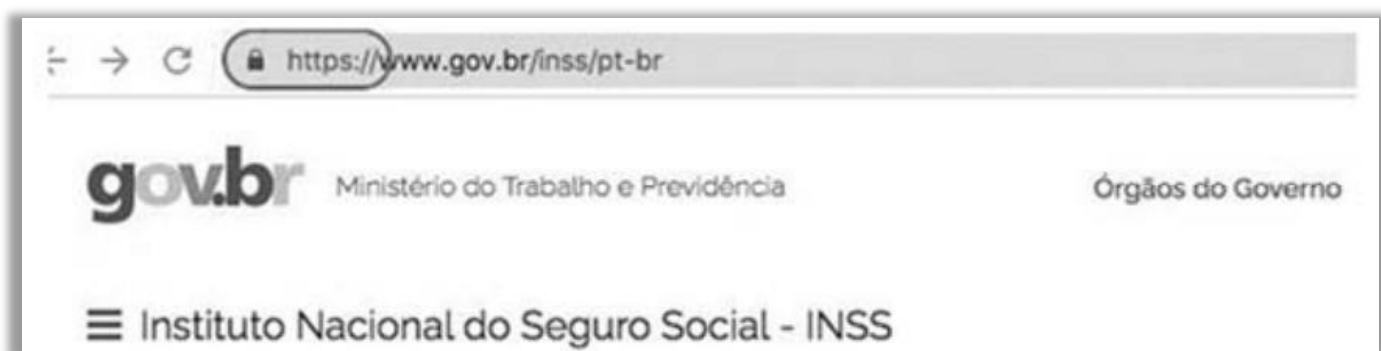 https://www.gov.br/inss/pt-br
gov.br Ministério do Trabalho e Previdência Órgãos do Governo
Instituto Nacional do Seguro Social - INSS